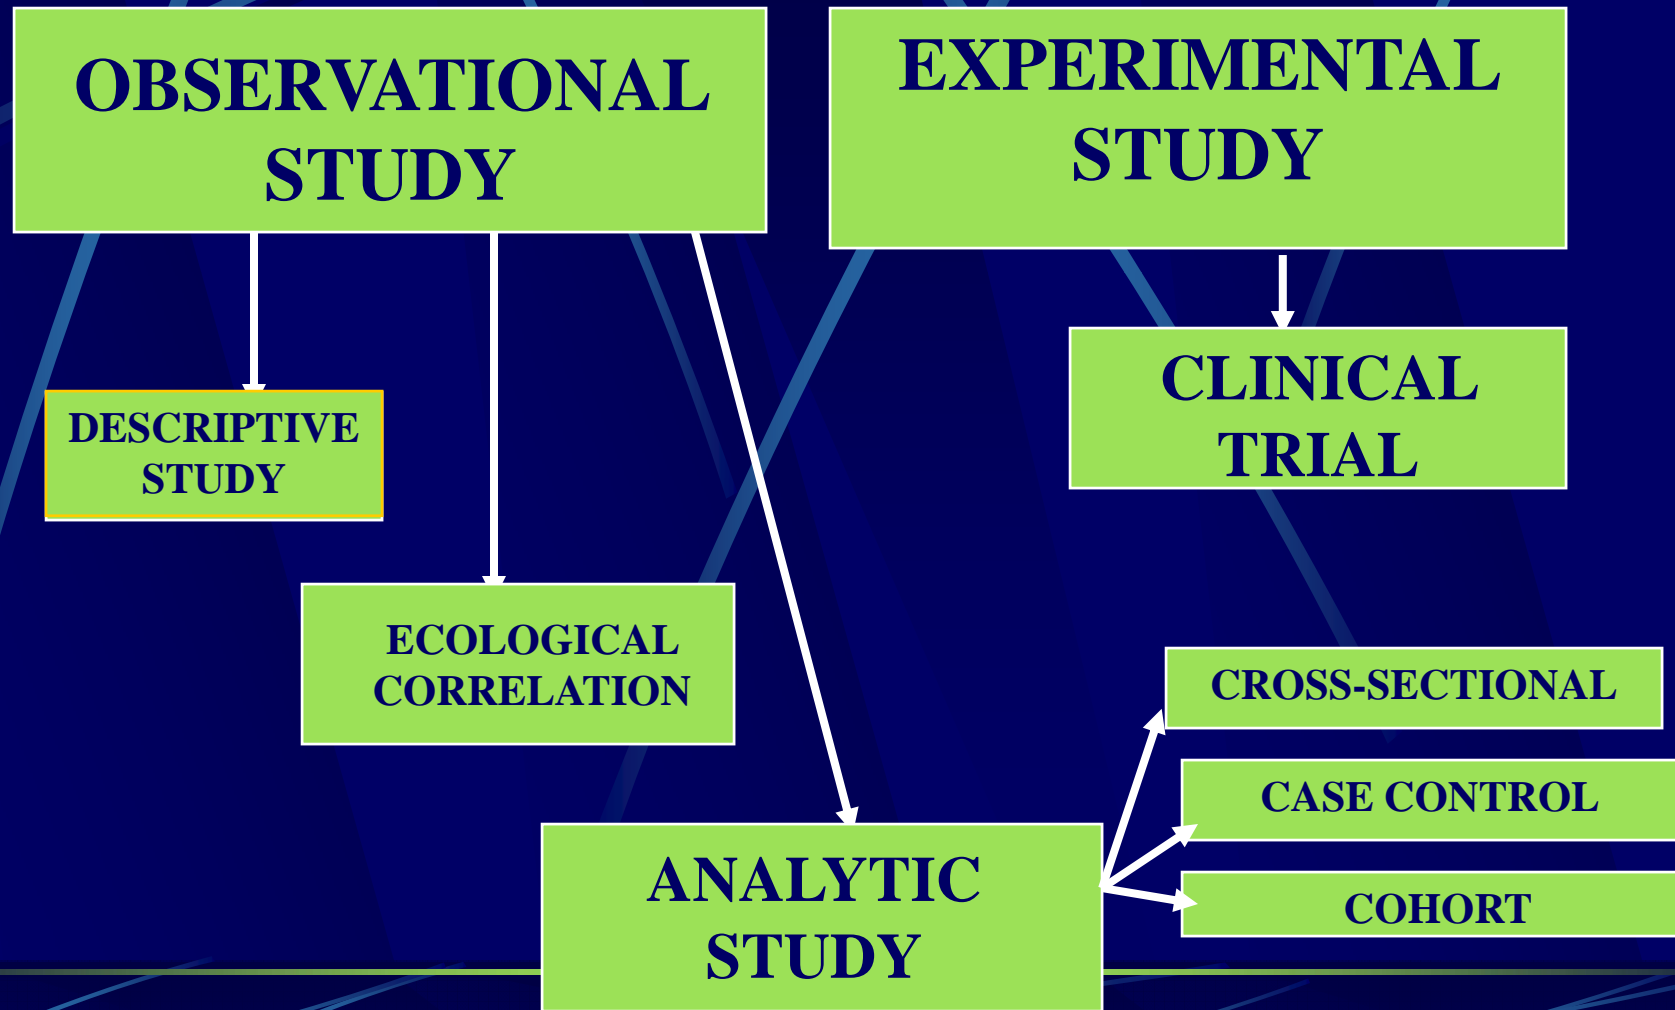 OBSERVATIONAL
STUDY
EXPERIMENTAL
STUDY
DESCRIPTIVE
STUDY
CLINICAL
TRIAL
ECOLOGICAL
CORRELATION
ANALYTIC
STUDY
CROSS-SECTIONAL
CASE CONTROL
COHORT